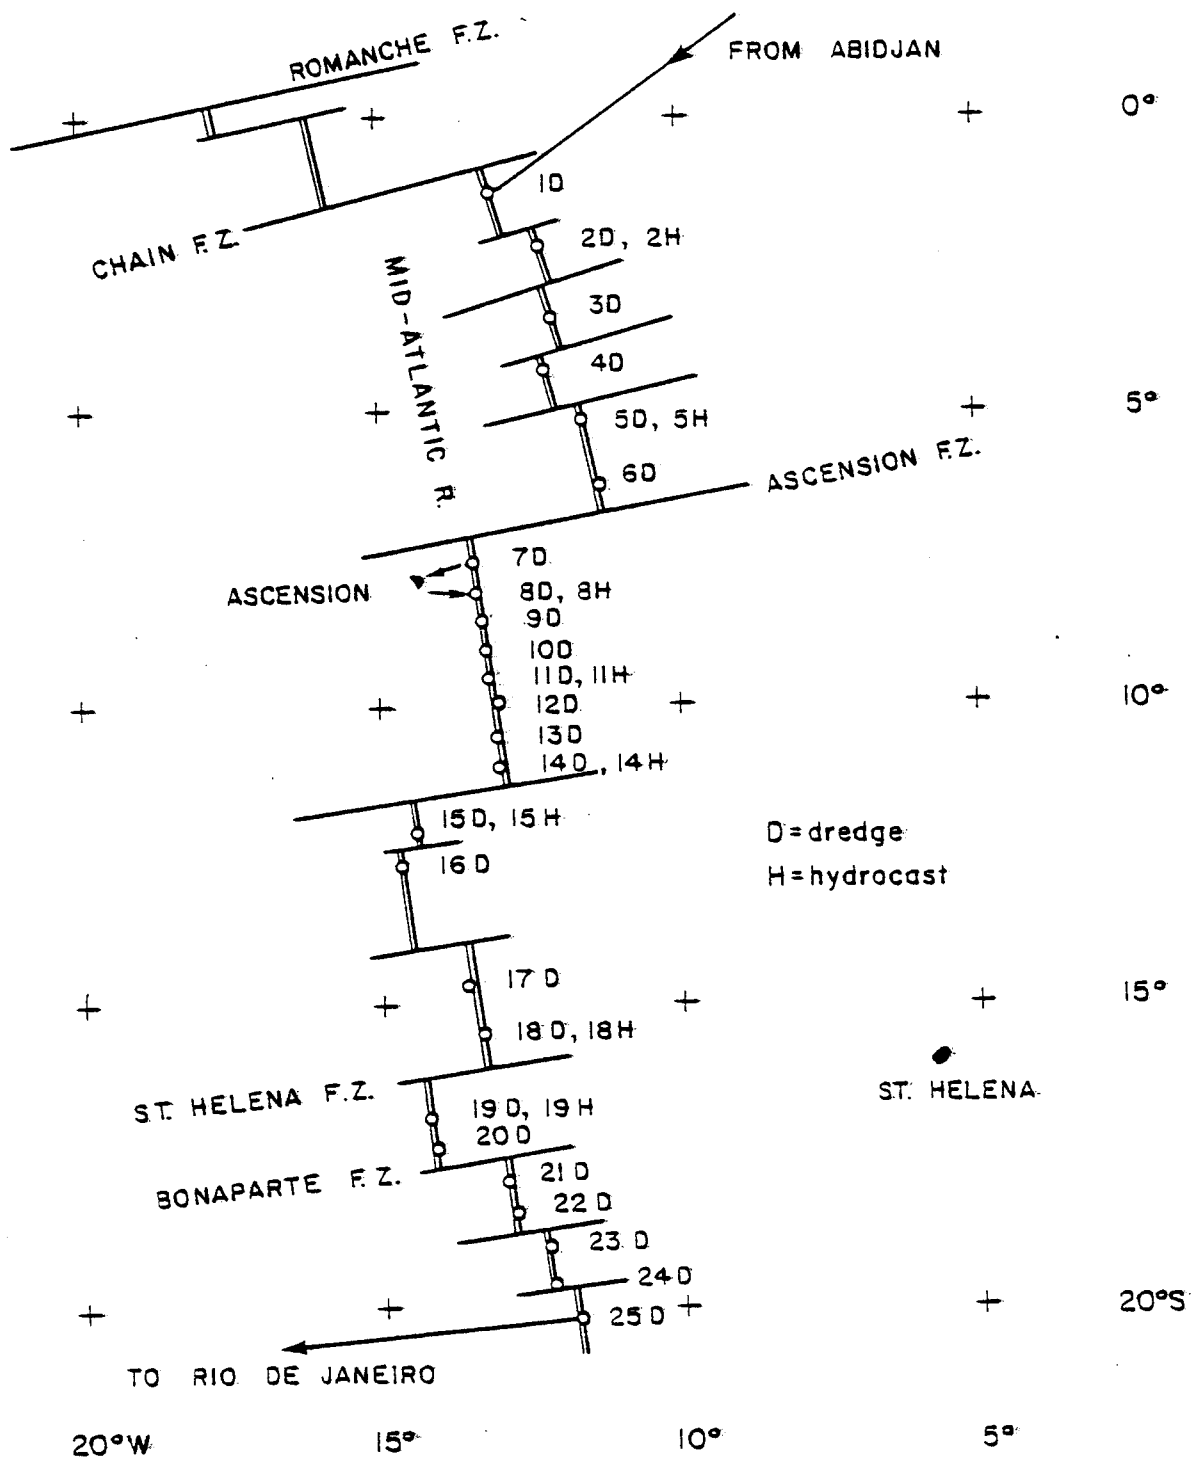 ROMANCHE F.Z.
FROM ABIDJAN
0°
1D
CHAIN F.Z.
2D, 2H
MID-ATLANTIC R.
3D
4D
5°
5D, 5H
6D
ASCENSION F.Z.
7D
ASCENSION
8D, 8H
9D
10D
11D, 11H
12D
10°
13D
14D, 14H
15D, 15H
D=dredge
16D
H=hydrocast
17D
15°
18D, 18H
ST. HELENA F.Z.
ST. HELENA
19D, 19H
20D
BONAPARTE F.Z.
21D
22D
23D
24D
25D
20°S
TO RIO DE JANEIRO
20°W
15°
10°
5°